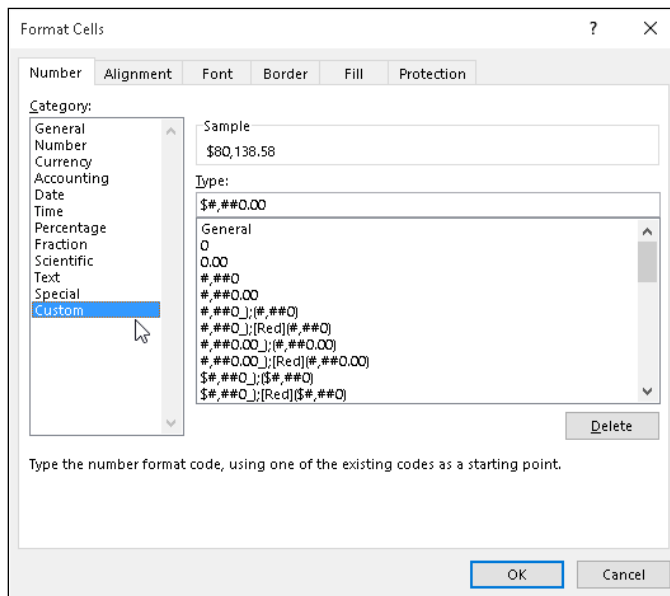 Format Cells ? ×
Number Alignment Font Border Fill Protection
Category:
General
Number
Currency
Accounting
Date
Time
Percentage
Fraction
Scientific
Text
Special
Custom
Sample
$80,138.58
Type:
$#,##0.00
General
0
0.00
#,##0
#,##0.00
#,##0_);(#,##0)
#,##0_);[Red](#,##0)
#,##0.00_);(#,##0.00)
#,##0.00_);[Red](#,##0.00)
$#,##0_);($#,##0)
$#,##0_);[Red]($#,##0)
Delete
Type the number format code, using one of the existing codes as a starting point.
OK Cancel